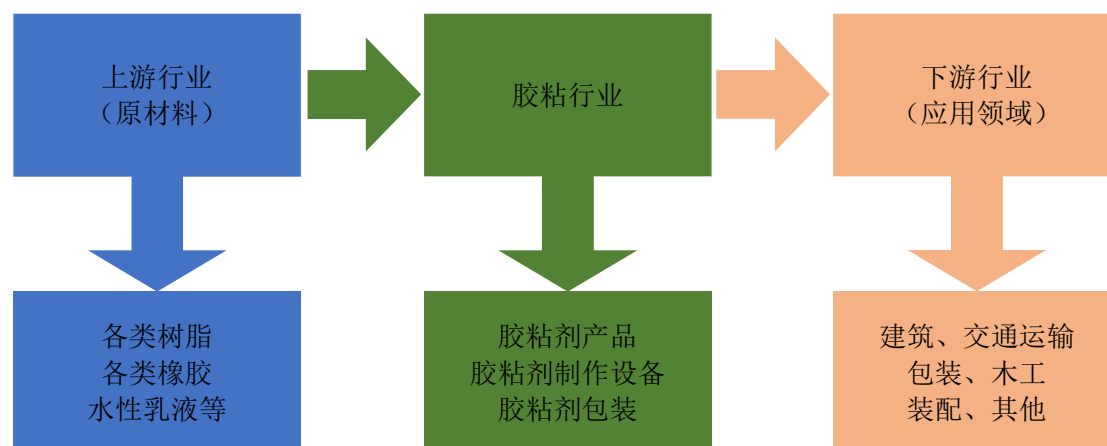 上游行业
（原材料）
胶粘行业
下游行业
（应用领域）
各类树脂
各类橡胶
水性乳液等
胶粘剂产品
胶粘剂制作设备
胶粘剂包装
建筑、交通运输
包装、木工
装配、其他